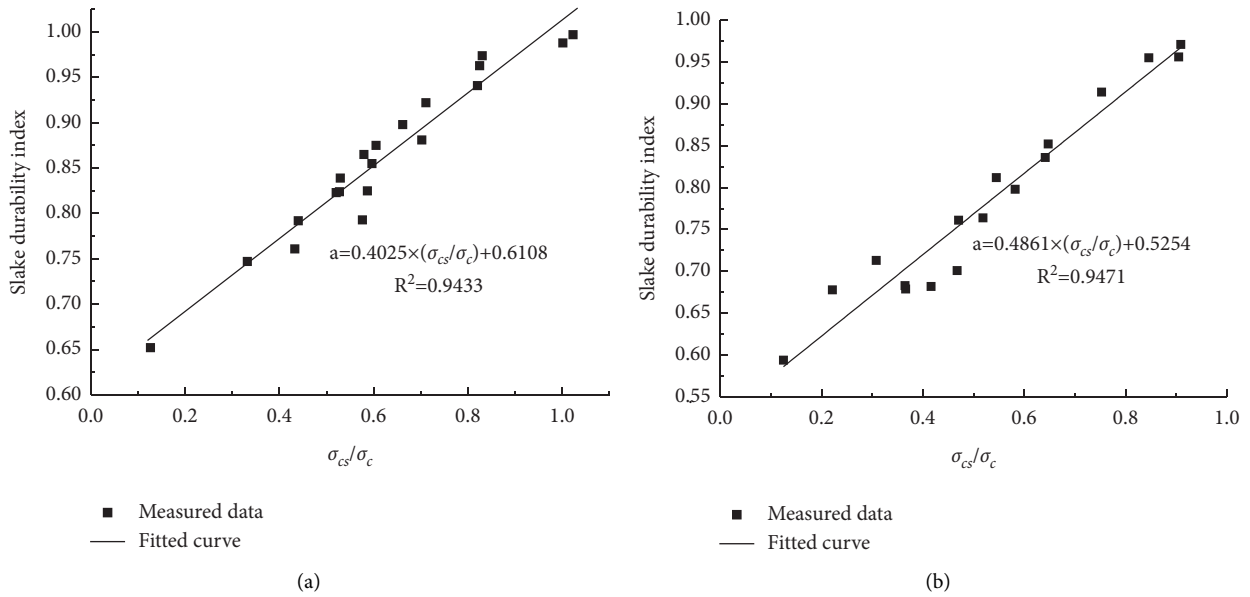 1.00
0.95
0.90
0.85
0.80
0.75
0.70
0.65
0.60
Slake durability index
a=0.4025×(σcs/σc)+0.6108
R²=0.9433
0.0 0.2 0.4 0.6 0.8 1.0
σcs/σc
Measured data
Fitted curve
(a)
1.00
0.95
0.90
0.85
0.80
0.75
0.70
0.65
0.60
0.55
Slake durability index
a=0.4861×(σcs/σc)+0.5254
R²=0.9471
0.0 0.2 0.4 0.6 0.8 1.0
σcs/σc
Measured data
Fitted curve
(b)